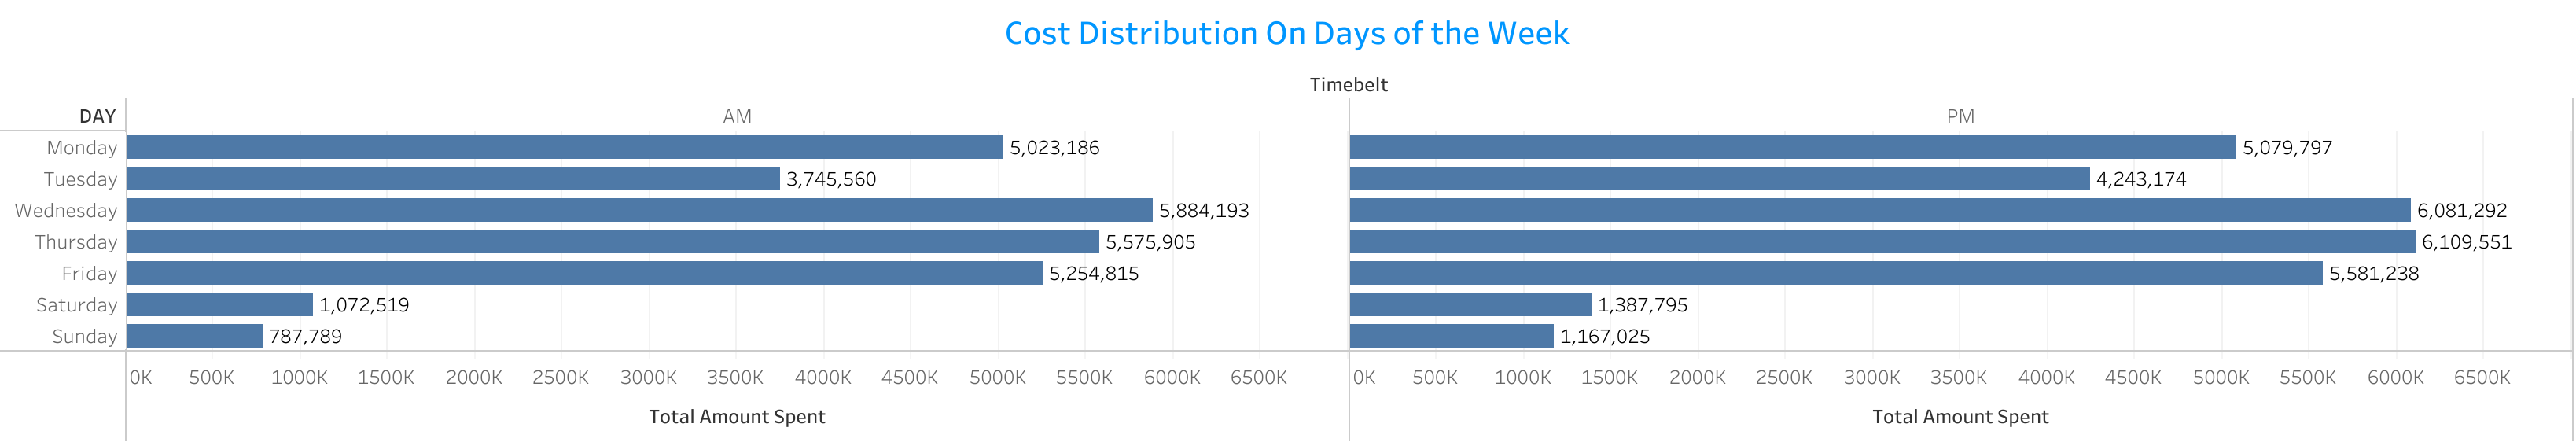 Cost Distribution On Days of the Week
Timebelt
DAY AM PM
Monday 5,023,186 5,079,797
Tuesday 3,745,560 4,243,174
Wednesday 5,884,193 6,081,292
Thursday 5,575,905 6,109,551
Friday 5,254,815 5,581,238
Saturday 1,072,519 1,387,795
Sunday 787,789 1,167,025
0K 500K 1000K 1500K 2000K 2500K 3000K 3500K 4000K 4500K 5000K 5500K 6000K 6500K 0K 500K 1000K 1500K 2000K 2500K 3000K 3500K 4000K 4500K 5000K 5500K 6000K 6500K
Total Amount Spent Total Amount Spent